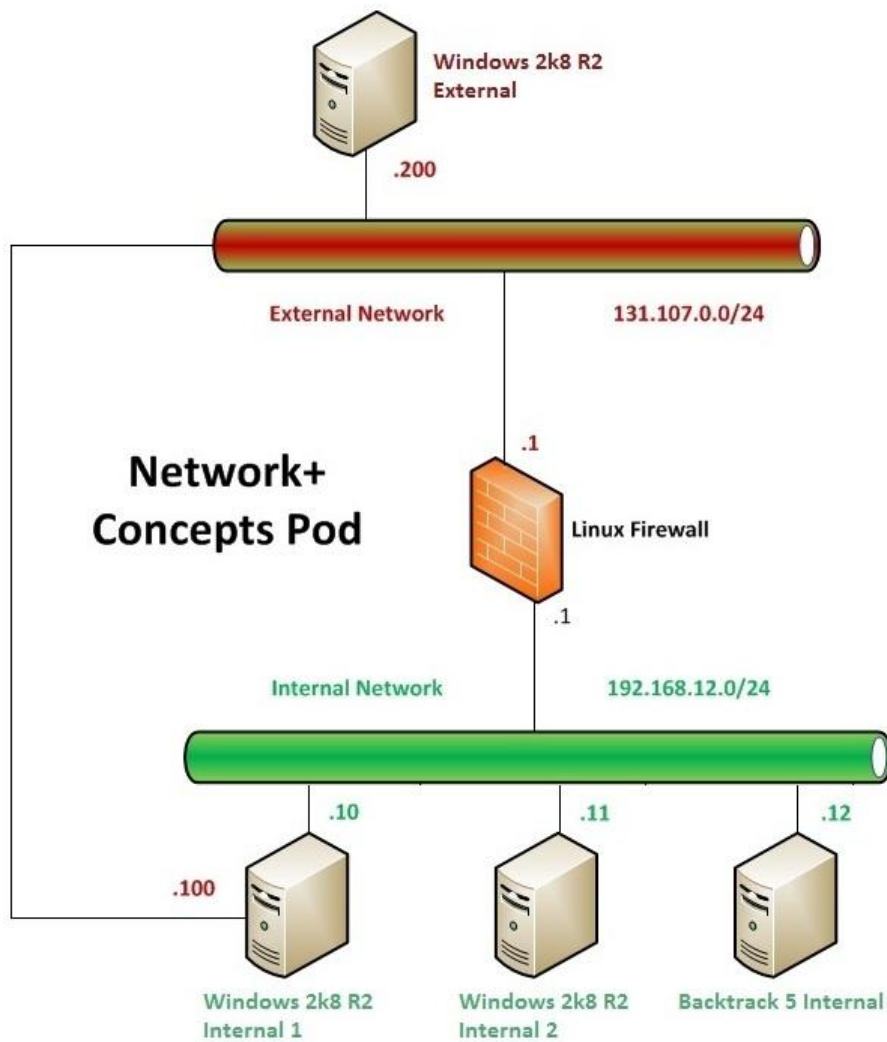 Windows 2k8 R2
External
.200
External Network
131.107.0.0/24
.1
Network+
Concepts Pod
Linux Firewall
.1
Internal Network
192.168.12.0/24
.10
.11
.12
.100
Windows 2k8 R2
Internal 1
Windows 2k8 R2
Internal 2
Backtrack 5 Internal